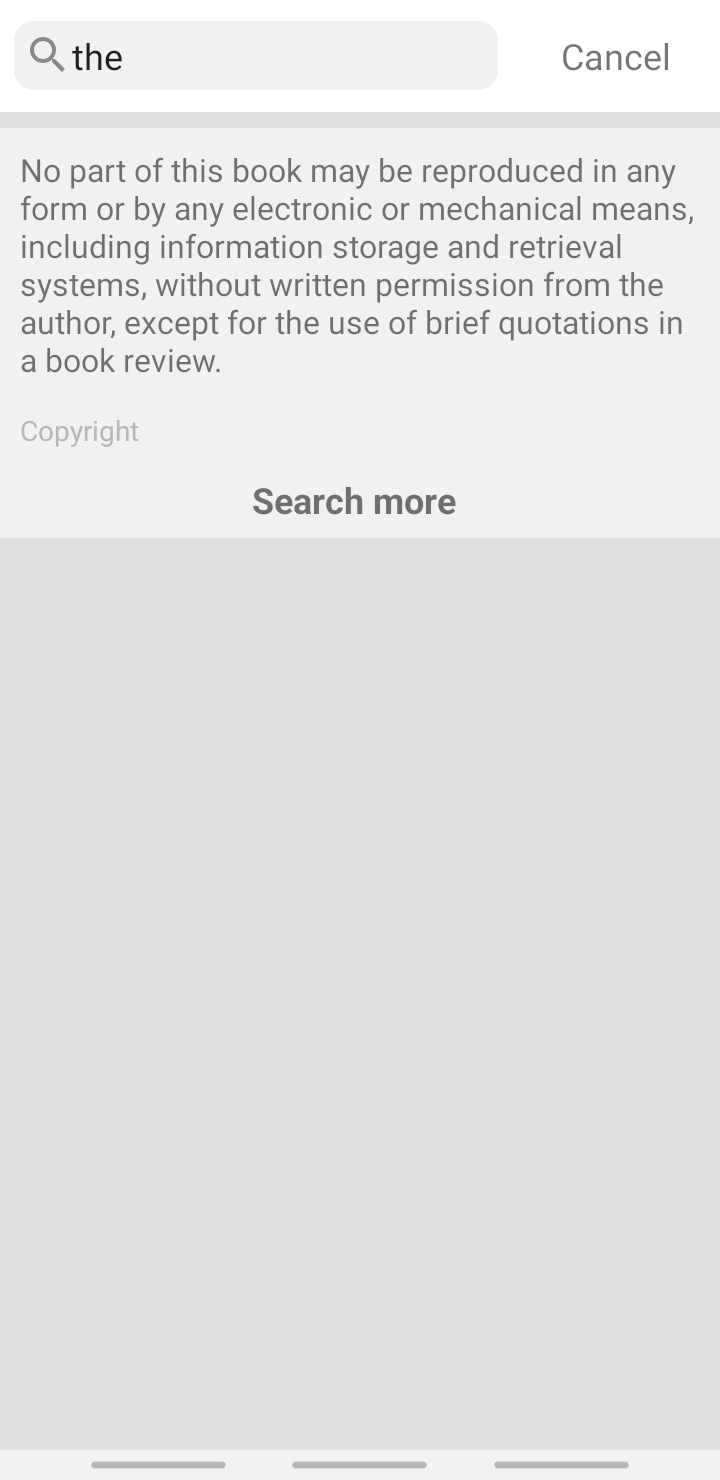 the
Cancel
No part of this book may be reproduced in any
form or by any electronic or mechanical means,
including information storage and retrieval
systems, without written permission from the
author, except for the use of brief quotations in
a book review.
Copyright
Search more